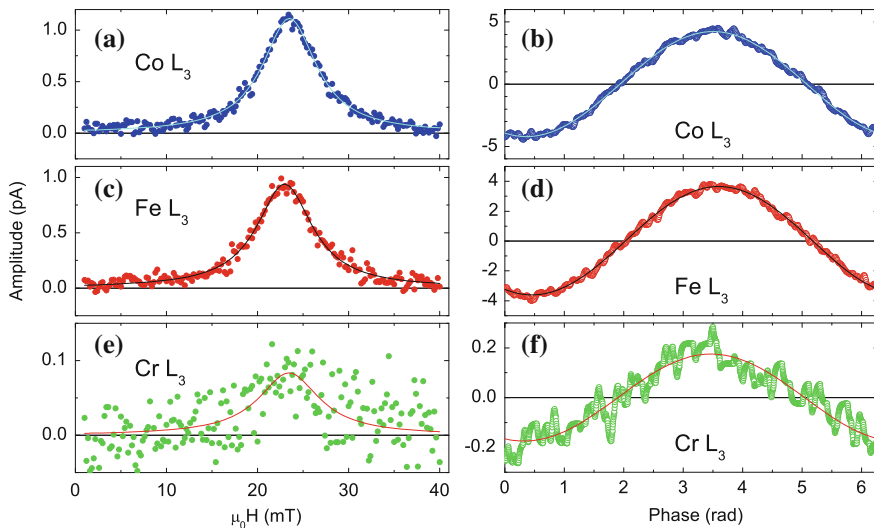 (a)
Co L3
1.0
0.5
0.0
(b)
Co L3
5
0
-5
(c)
Fe L3
1.0
0.5
0.0
(d)
Fe L3
4
2
0
-2
-4
(e)
Cr L3
0.1
0.0
0 10 20 30 40
μ0H (mT)
(f)
Cr L3
0.2
0.0
-0.2
0 1 2 3 4 5 6
Phase (rad)
Amplitude (pA)